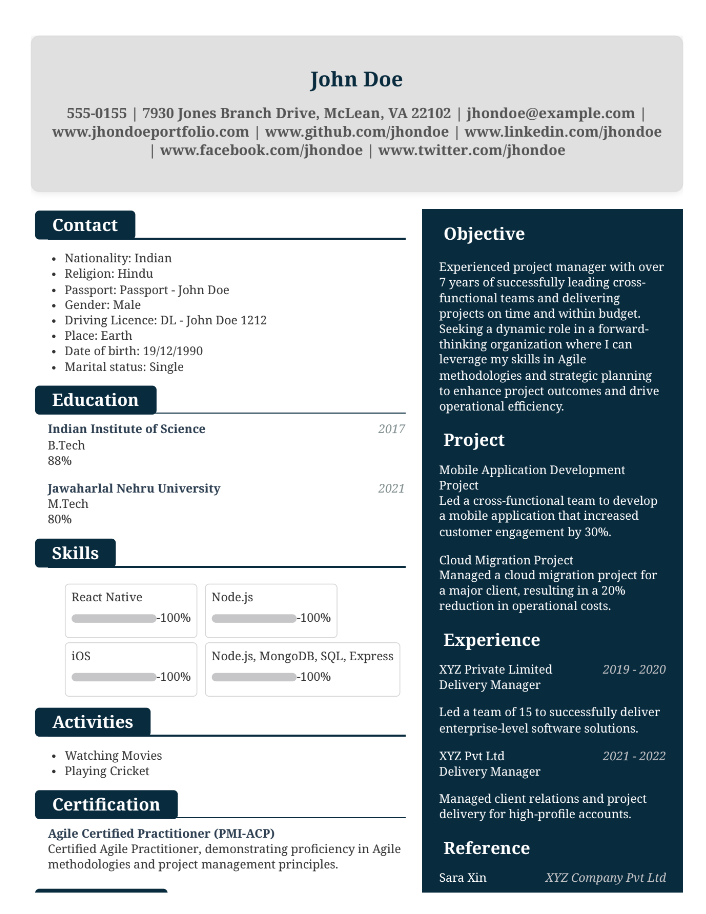 John Doe
555-0155 | 7930 Jones Branch Drive, McLean, VA 22102 | jhondoe@example.com |
www.jhondoeportfolio.com | www.github.com/jhondoe | www.linkedin.com/jhondoe
| www.facebook.com/jhondoe | www.twitter.com/jhondoe
Contact
• Nationality: Indian
• Religion: Hindu
• Passport: Passport - John Doe
• Gender: Male
• Driving Licence: DL - John Doe 1212
• Place: Earth
• Date of birth: 19/12/1990
• Marital status: Single
Education
Indian Institute of Science 2017
B.Tech
88%
Jawaharlal Nehru University 2021
M.Tech
80%
Skills
React Native
-100%
Node.js
-100%
iOS
-100%
Node.js, MongoDB, SQL, Express
-100%
Activities
• Watching Movies
• Playing Cricket
Certification
Agile Certified Practitioner (PMI-ACP)
Certified Agile Practitioner, demonstrating proficiency in Agile
methodologies and project management principles.
Objective
Experienced project manager with over
7 years of successfully leading cross-
functional teams and delivering
projects on time and within budget.
Seeking a dynamic role in a forward-
thinking organization where I can
leverage my skills in Agile
methodologies and strategic planning
to enhance project outcomes and drive
operational efficiency.
Project
Mobile Application Development
Project
Led a cross-functional team to develop
a mobile application that increased
customer engagement by 30%.
Cloud Migration Project
Managed a cloud migration project for
a major client, resulting in a 20%
reduction in operational costs.
Experience
XYZ Private Limited 2019 - 2020
Delivery Manager
Led a team of 15 to successfully deliver
enterprise-level software solutions.
XYZ Pvt Ltd 2021 - 2022
Delivery Manager
Managed client relations and project
delivery for high-profile accounts.
Reference
Sara Xin XYZ Company Pvt Ltd